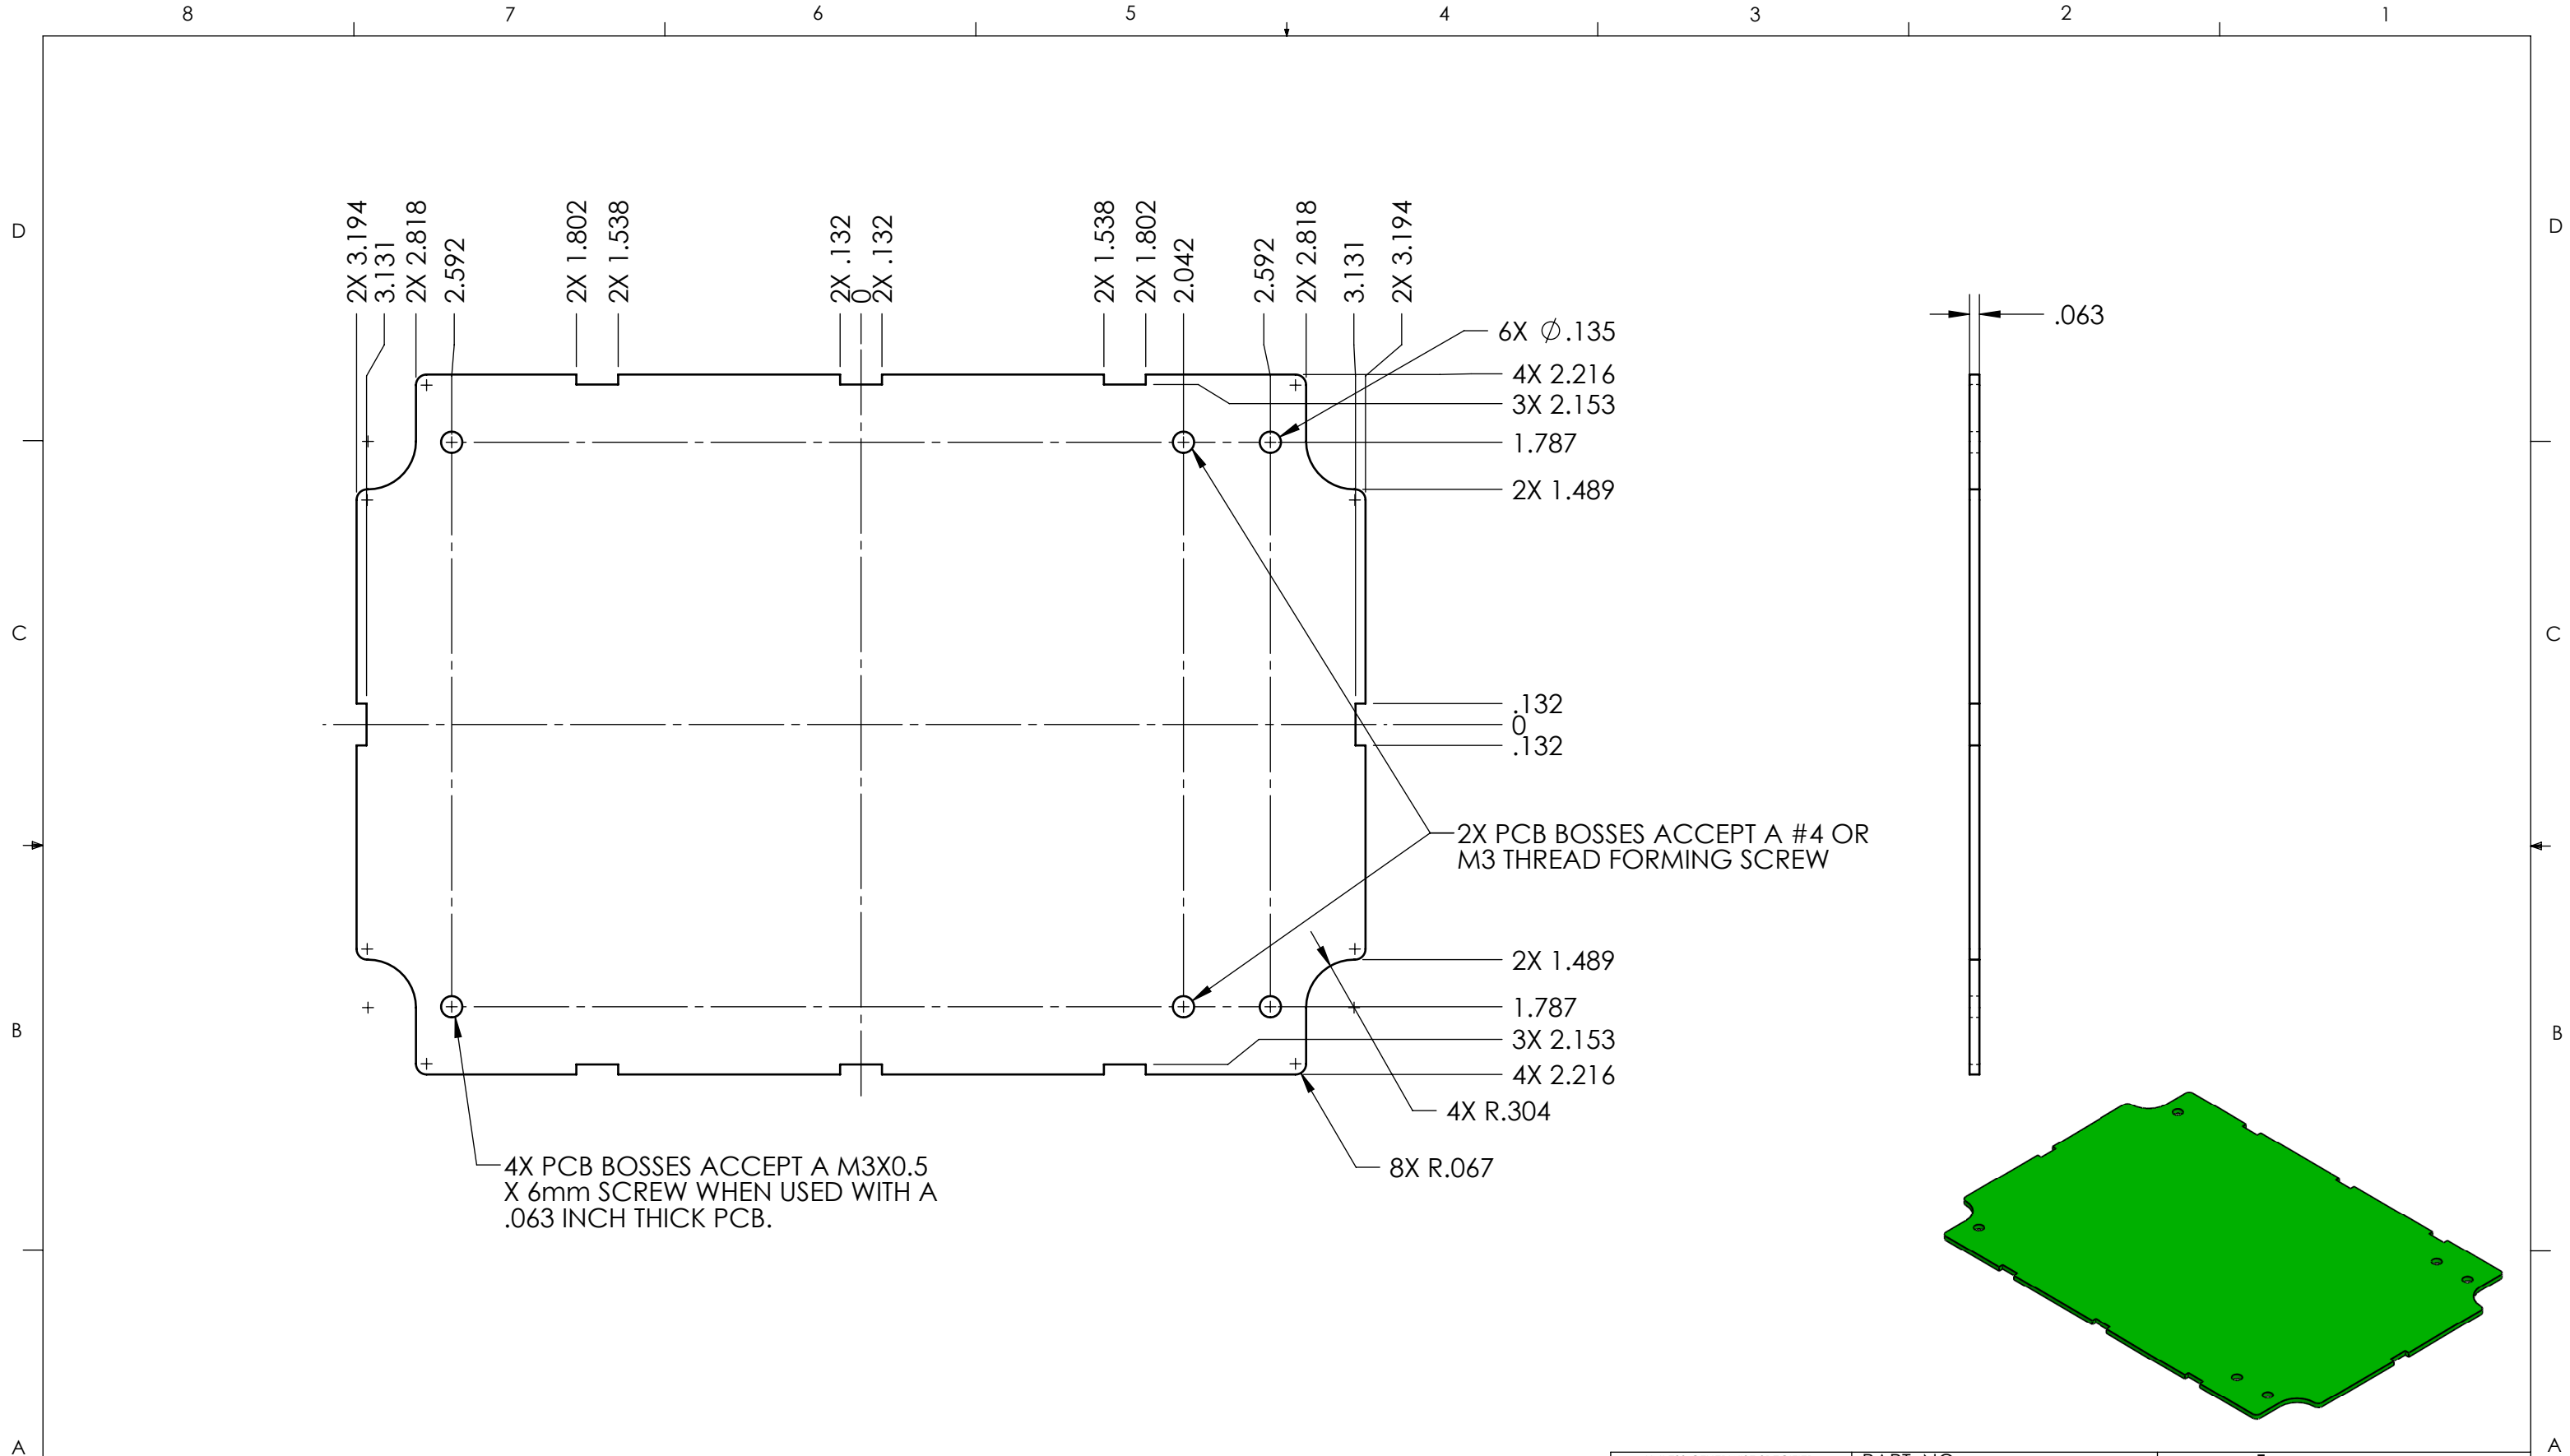 8 7 6 5 4 3 2 1
D
D
2X 3.194
3.131
2X 2.818
2.592
2X 1.802
2X 1.538
2X .132
0
2X .132
2X 1.538
2X 1.802
2.042
2.592
2X 2.818
3.131
2X 3.194
.063
6X Ø.135
4X 2.216
3X 2.153
1.787
2X 1.489
C
C
.132
0
.132
2X PCB BOSSES ACCEPT A #4 OR
M3 THREAD FORMING SCREW
2X 1.489
1.787
3X 2.153
4X 2.216
B
B
4X R.304
8X R.067
4X PCB BOSSES ACCEPT A M3X0.5
X 6mm SCREW WHEN USED WITH A
.063 INCH THICK PCB.
A
A
PART NO